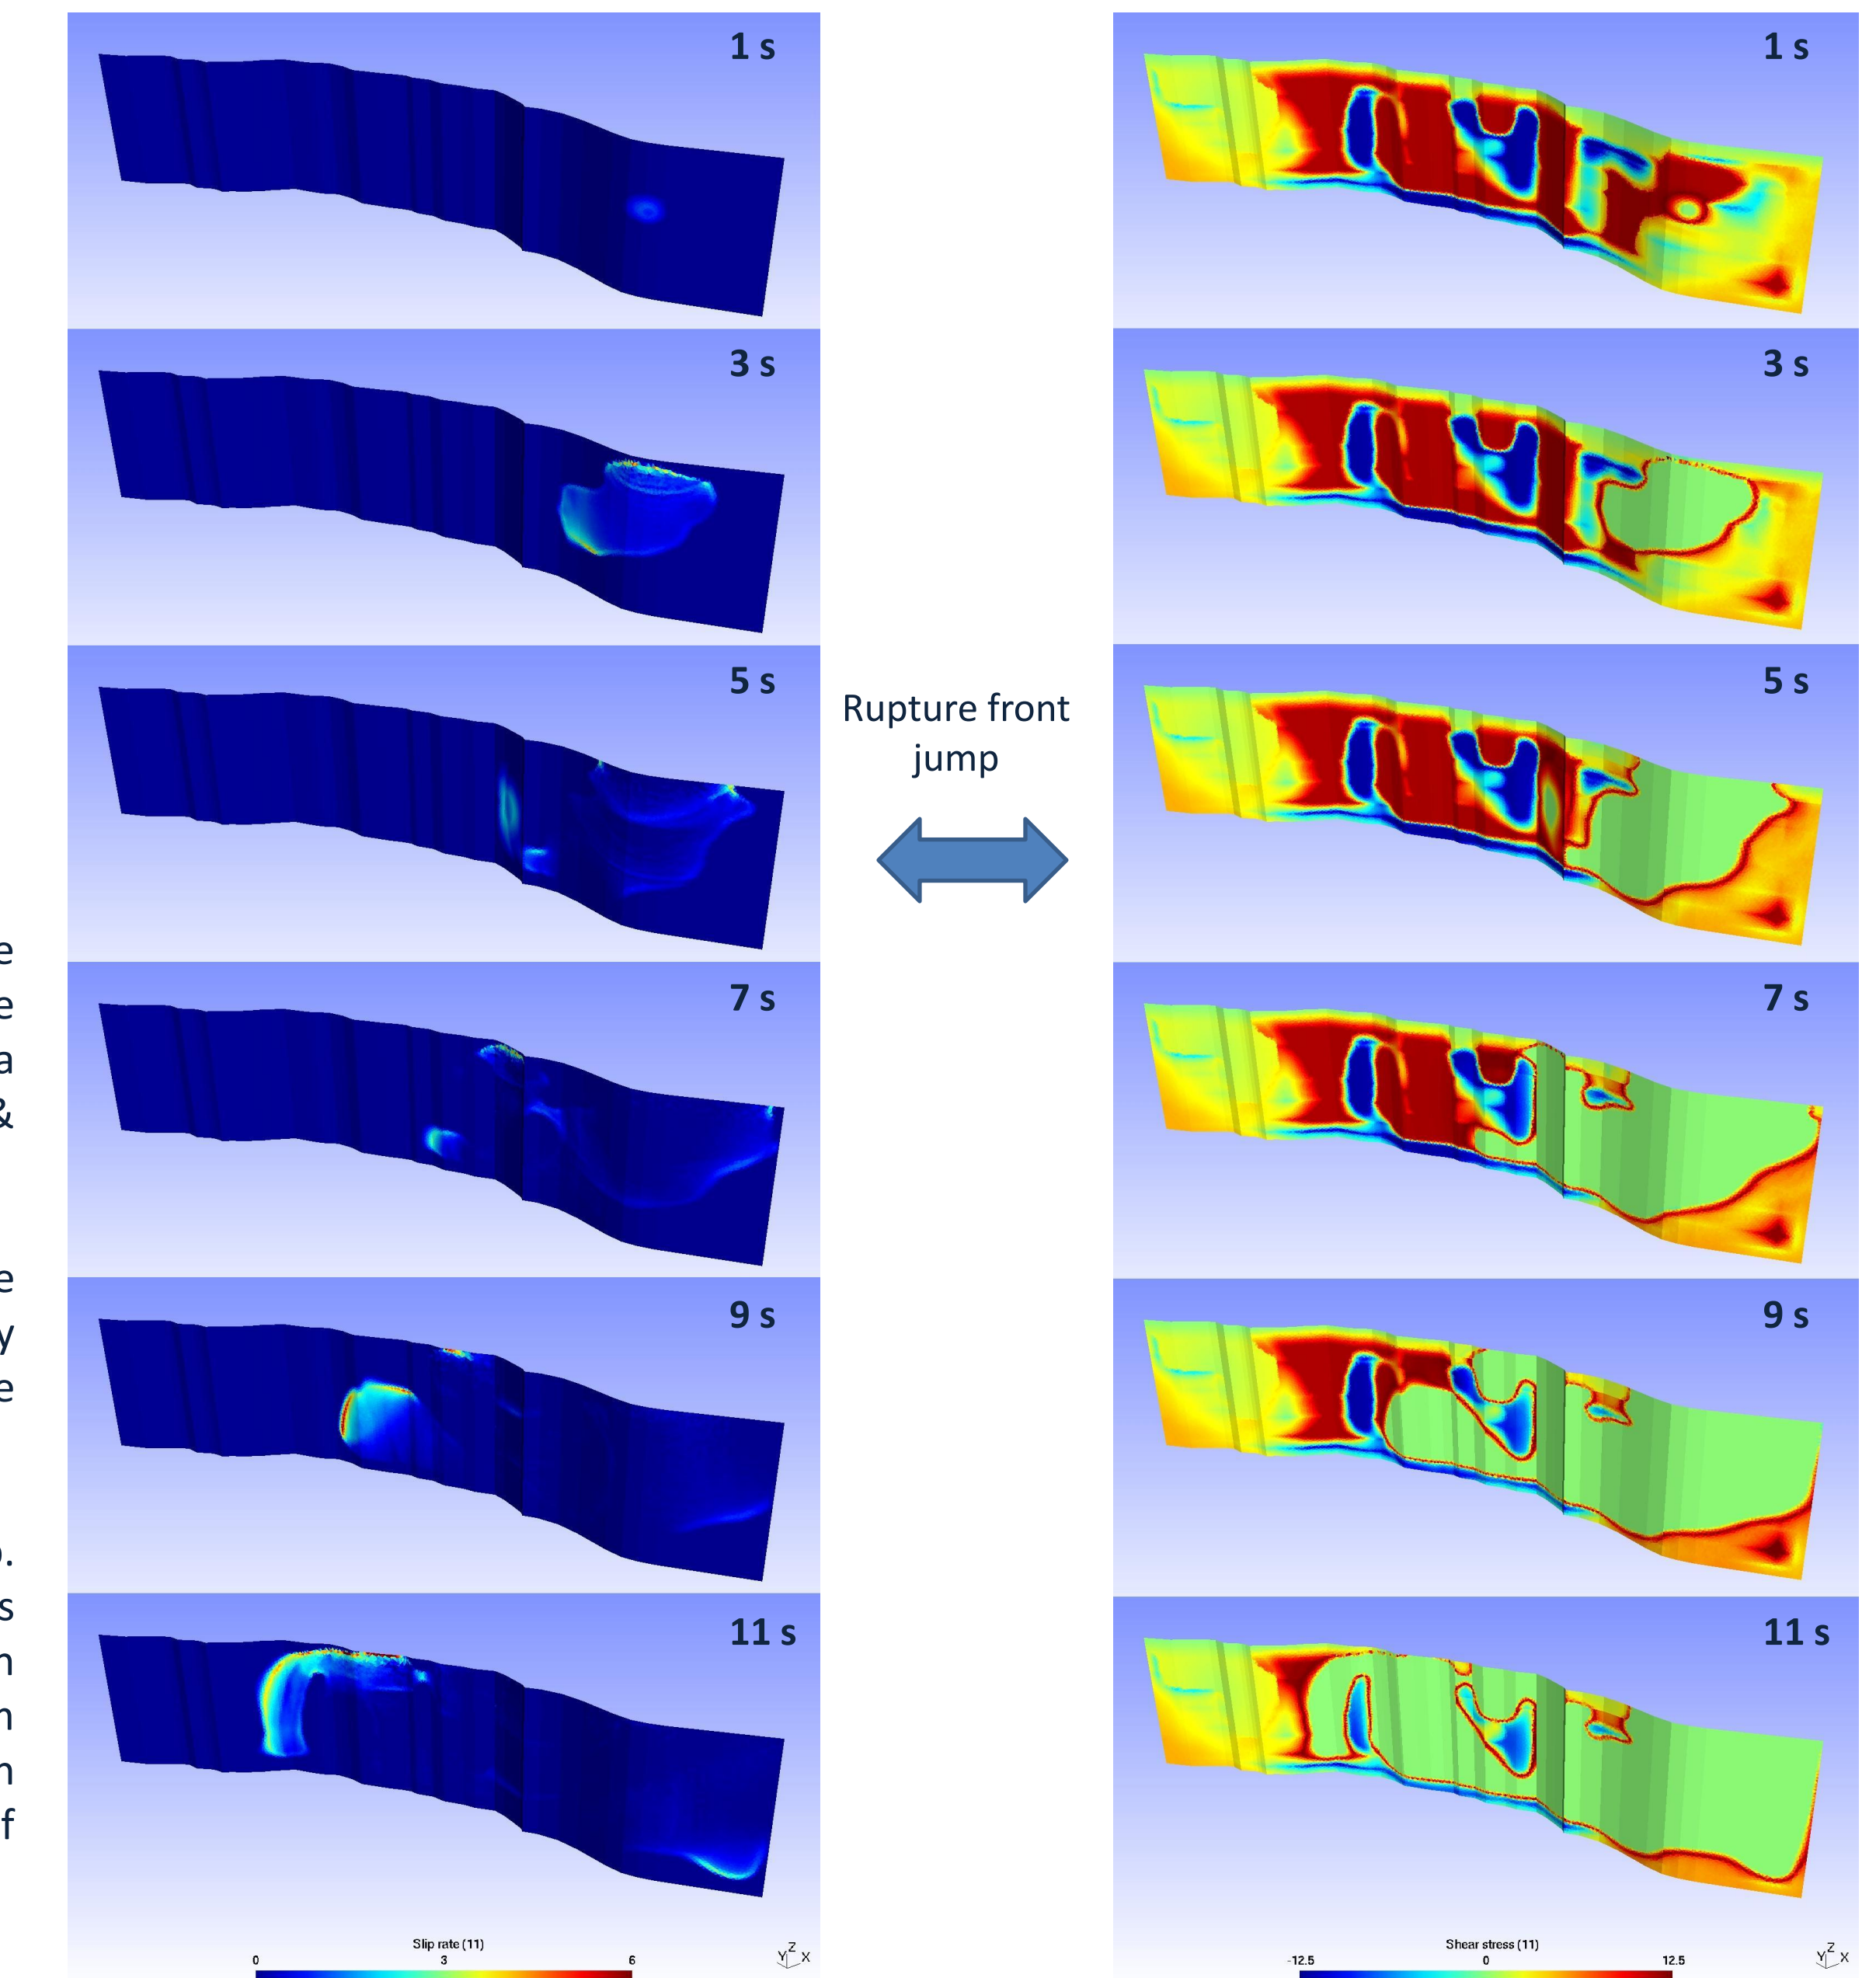 1 s
1 s
3 s
3 s
5 s
5 s
Rupture front
jump
e
e
a
&
7 s
7 s
e
y
e
9 s
9 s
.
s
n
n
n
f
11 s
11 s
Slip rate (11)
0 3 6
Z
Y X
Shear stress (11)
-12.5 0 12.5
Z
Y X